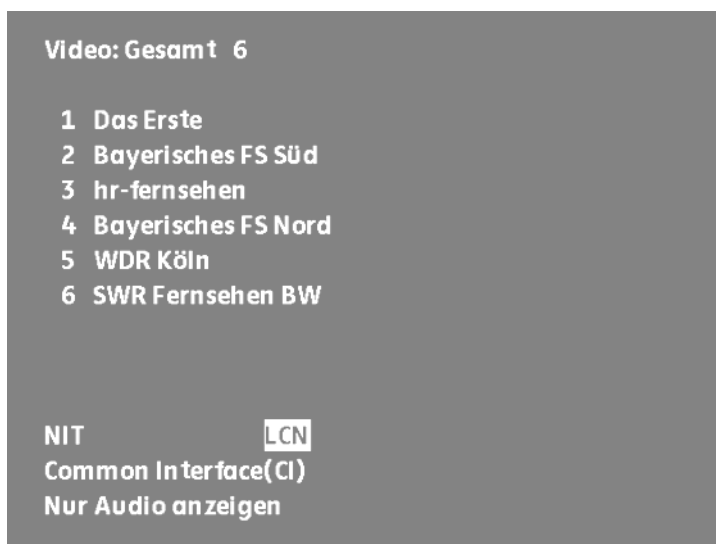 Video: Gesamt 6
1 Das Erste
2 Bayerisches FS Süd
3 hr-fernsehen
4 Bayerisches FS Nord
5 WDR Köln
6 SWR Fernsehen BW
NIT LCN
Common Interface(CI)
Nur Audio anzeigen